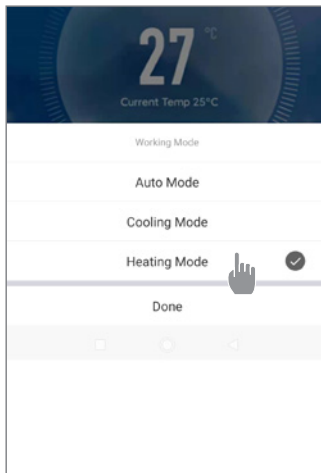 27 °C
Current Temp 25°C
Working Mode
Auto Mode
Cooling Mode
Heating Mode
Done